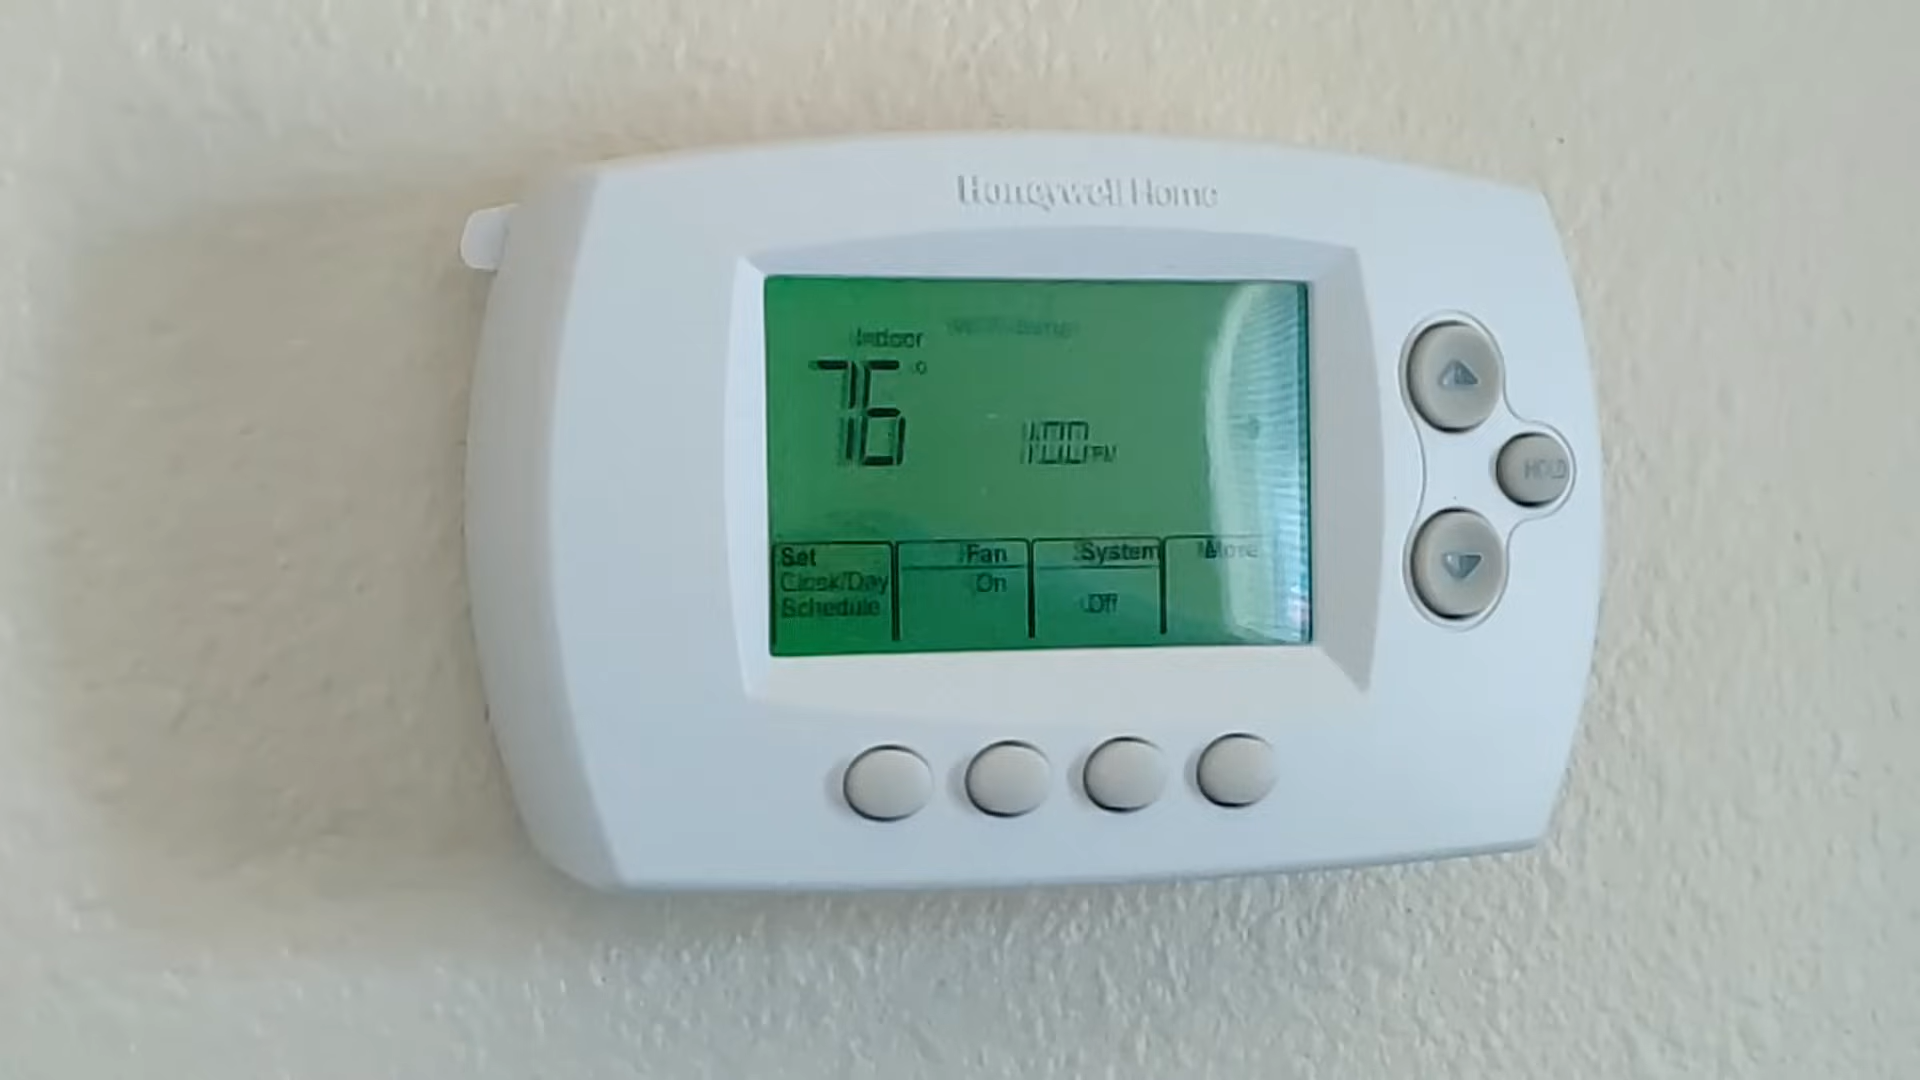 Honeywell Home
Indoor
76°
1:00 PM
HOLD
Set
Clock/Day
Schedule
Fan
On
System
Off
More